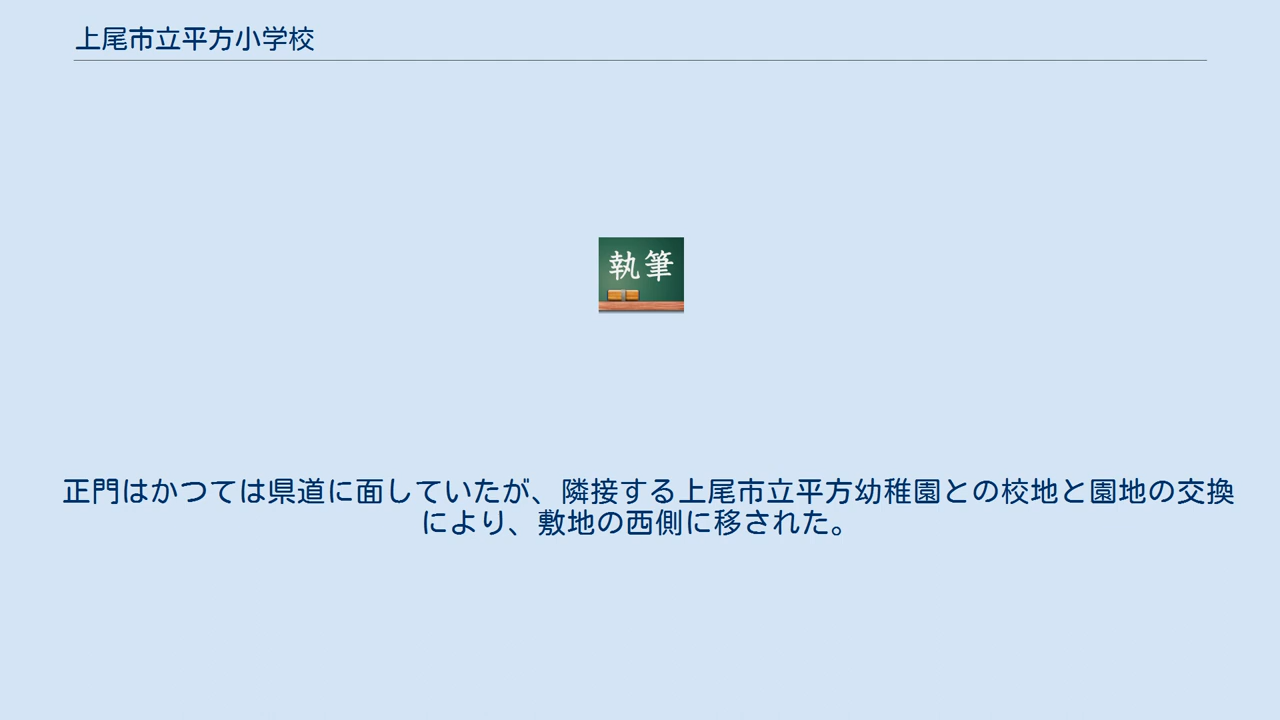 上尾市立平方小学校
執筆
正門はかつては県道に面していたが、隣接する上尾市立平方幼稚園との校地と園地の交換
により、敷地の西側に移された。